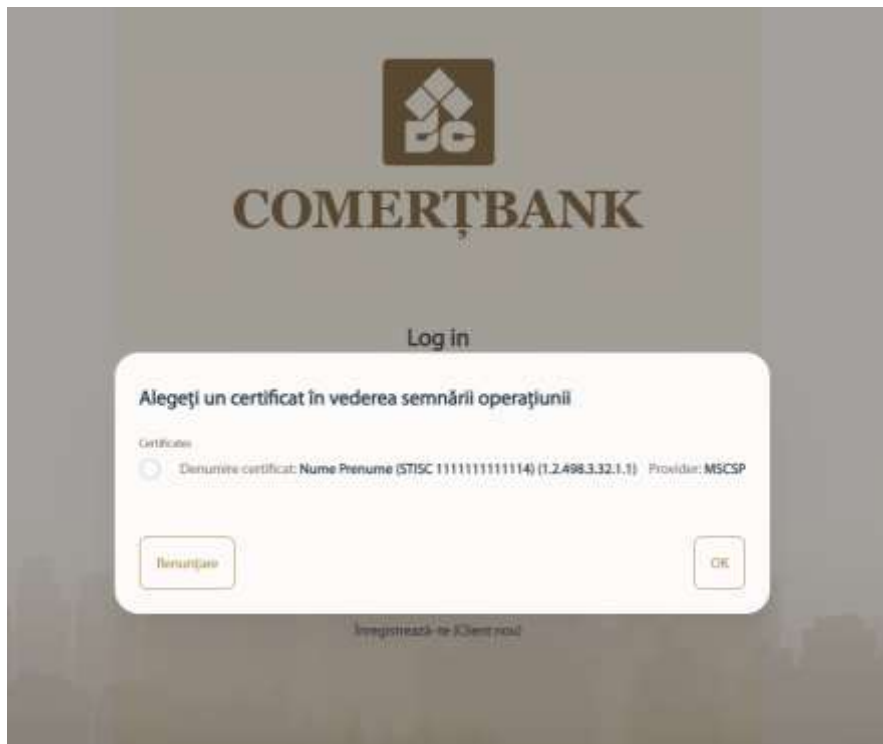 COMERȚBANK
Log in
Alegeți un certificat în vederea semnării operațiunii
Certificates
Denumire certificat: Nume Prenume (STISC 1111111111114) (1.2.498.3.32.1.1) Provider: MSCSP
Renunțare
OK
Înregistrează-te (Client nou)